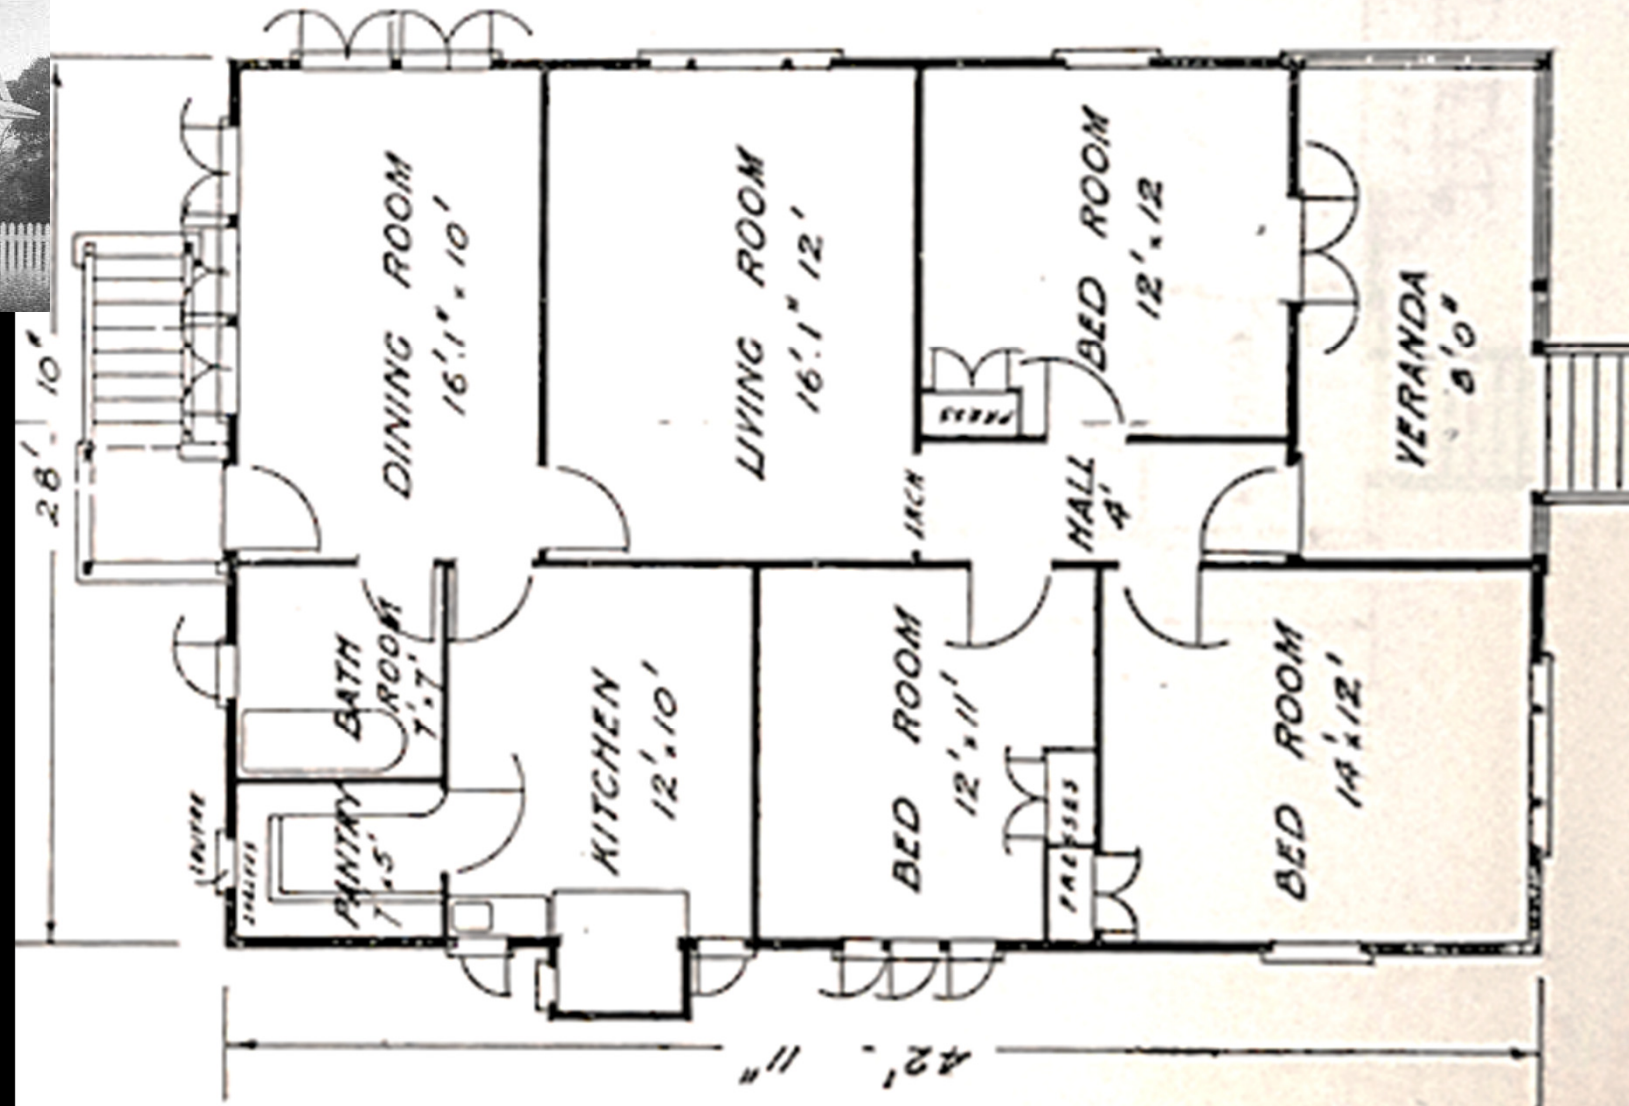 DINING ROOM
16'.1" x 10'
LIVING ROOM
16'.1" 12'
BED ROOM
12' x 12
PRESS
VERANDA
8'0"
HALL
4'
ARCH
BATH
ROOM
7' x 7'
KITCHEN
12' x 10'
BED ROOM
12' x 11'
BED ROOM
14' x 12'
PRESSES
PANTRY
7' x 5'
SHELVES
LOUVRE
28'. 10"
42' - 11"